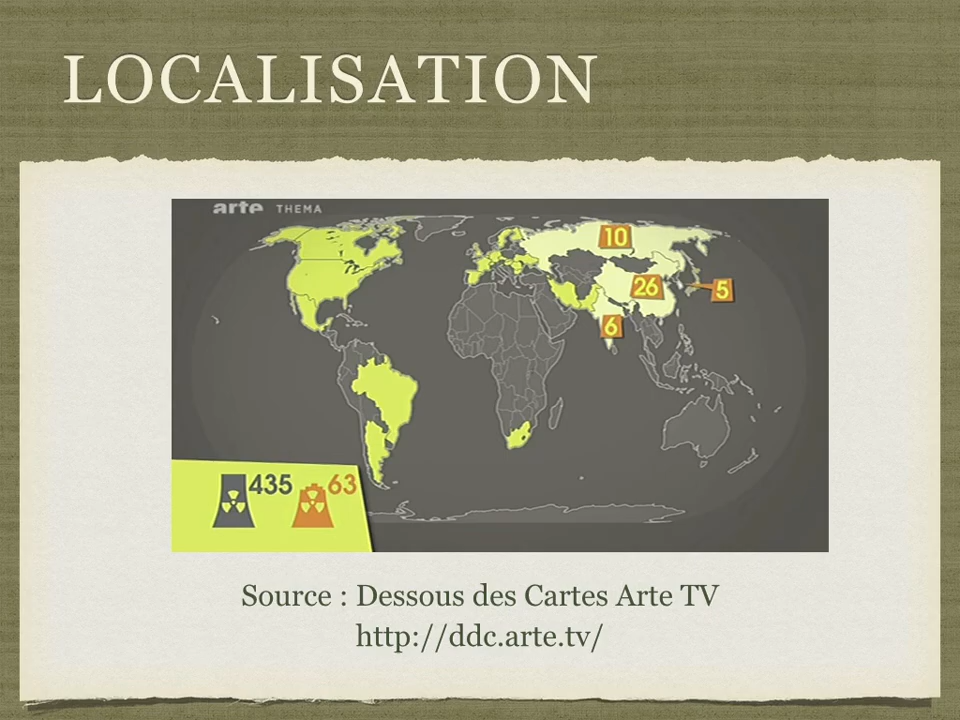 LOCALISATION
arte THEMA
10
26
5
6
435 63
Source : Dessous des Cartes Arte TV
http://ddc.arte.tv/